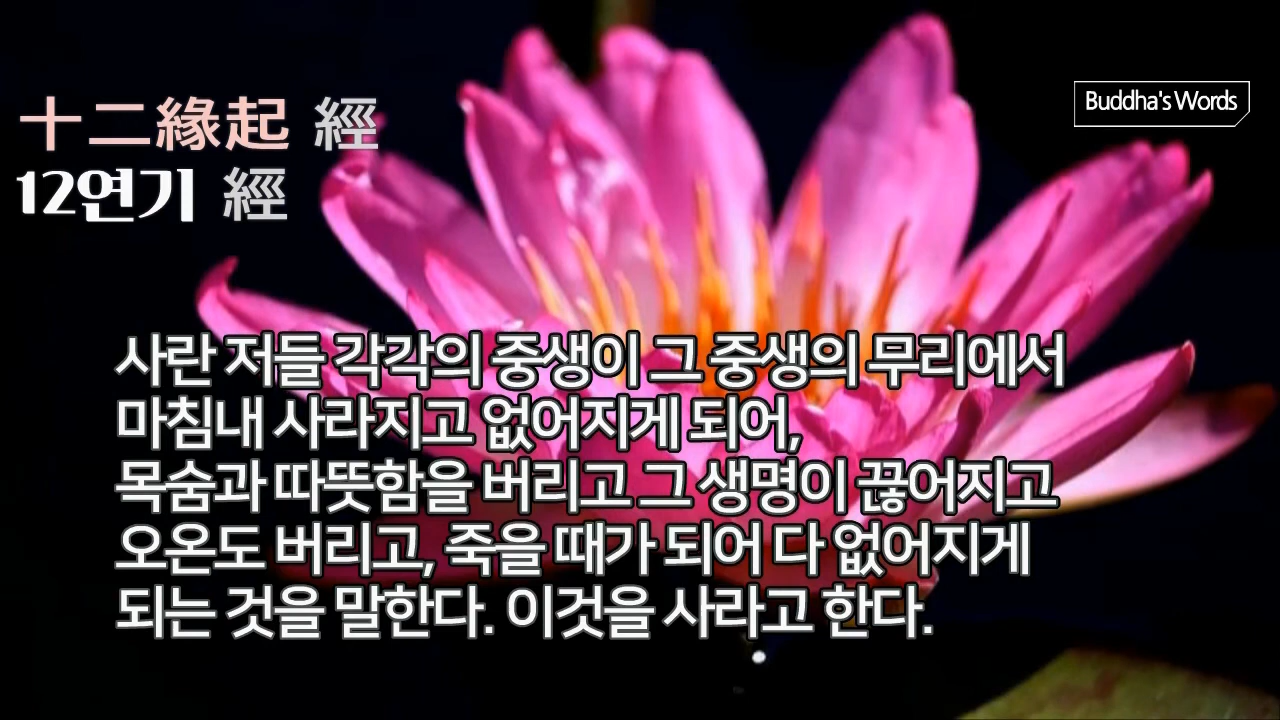 十二緣起 經
12연기 經
Buddha's Words
사란 저들 각각의 중생이 그 중생의 무리에서
마침내 사라지고 없어지게 되어,
목숨과 따뜻함을 버리고 그 생명이 끊어지고
오온도 버리고, 죽을 때가 되어 다 없어지게
되는 것을 말한다. 이것을 사라고 한다.